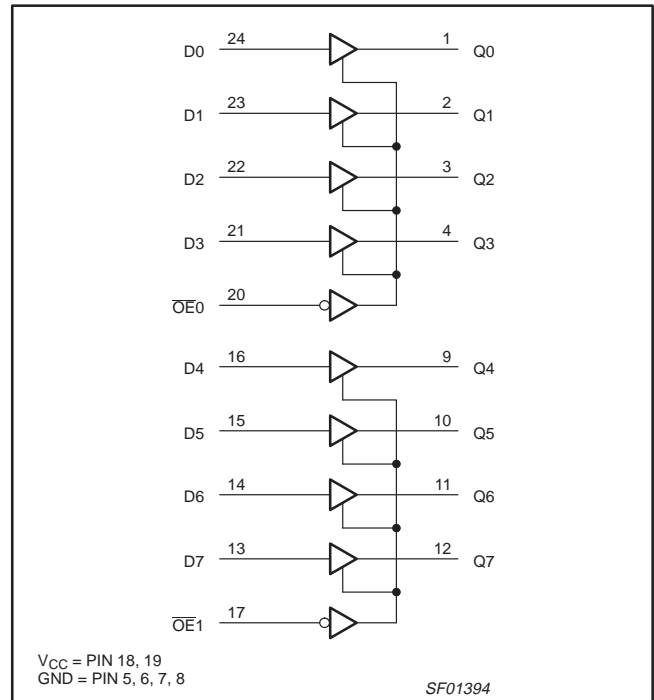 D0 24 1 Q0
D1 23 2 Q1
D2 22 3 Q2
D3 21 4 Q3
O̅E̅0 20
D4 16 9 Q4
D5 15 10 Q5
D6 14 11 Q6
D7 13 12 Q7
O̅E̅1 17
VCC = PIN 18, 19
GND = PIN 5, 6, 7, 8
SF01394